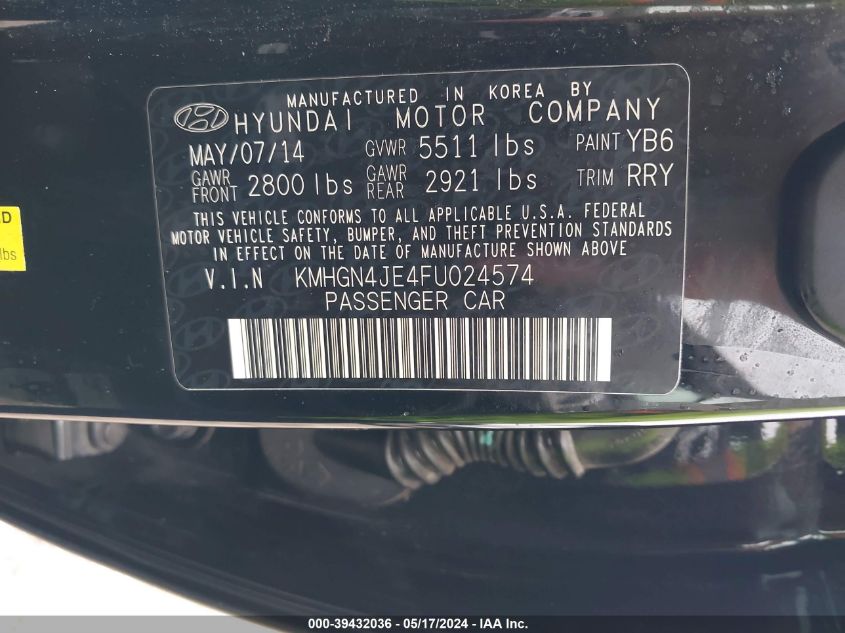 MANUFACTURED IN KOREA BY
HYUNDAI MOTOR COMPANY
MAY/07/14 GVWR 5511 lbs PAINT YB6
GAWR FRONT 2800 lbs GAWR REAR 2921 lbs TRIM RRY
THIS VEHICLE CONFORMS TO ALL APPLICABLE U.S.A. FEDERAL
MOTOR VEHICLE SAFETY, BUMPER, AND THEFT PREVENTION STANDARDS
IN EFFECT ON THE DATE OF MANUFACTURE SHOWN ABOVE
V.I.N KMHGN4JE4FU024574
PASSENGER CAR
D
lbs
000-39432036 - 05/17/2024 - IAA Inc.